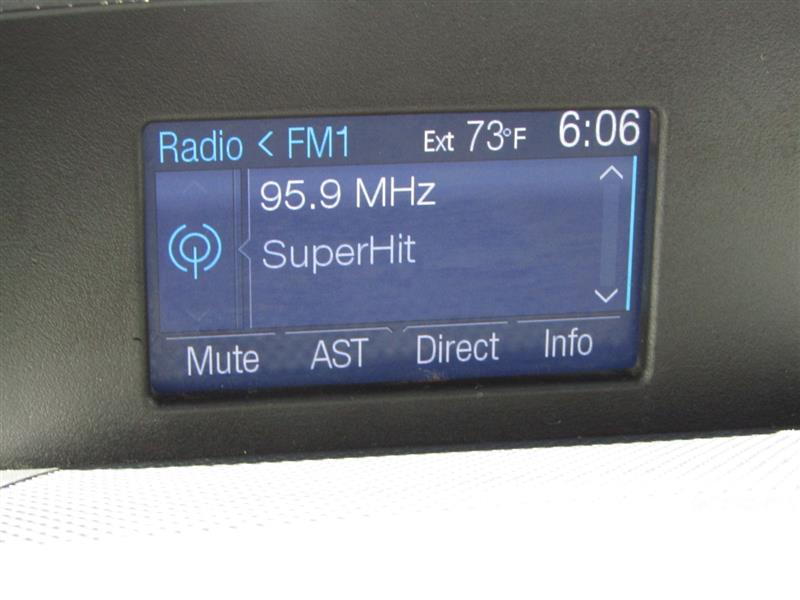 Radio < FM1 Ext 73°F 6:06
95.9 MHz
SuperHit
Mute AST Direct Info